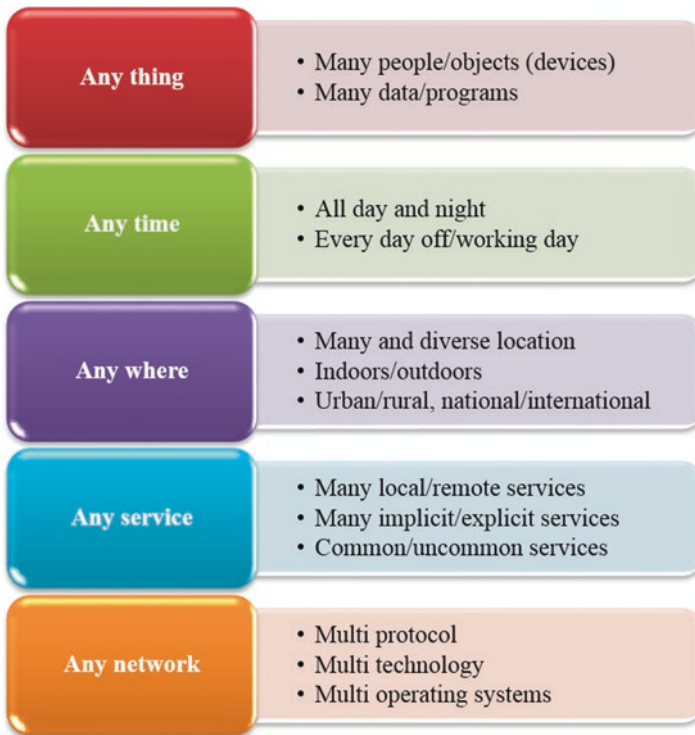 Any thing
• Many people/objects (devices)
• Many data/programs
Any time
• All day and night
• Every day off/working day
Any where
• Many and diverse location
• Indoors/outdoors
• Urban/rural, national/international
Any service
• Many local/remote services
• Many implicit/explicit services
• Common/uncommon services
Any network
• Multi protocol
• Multi technology
• Multi operating systems